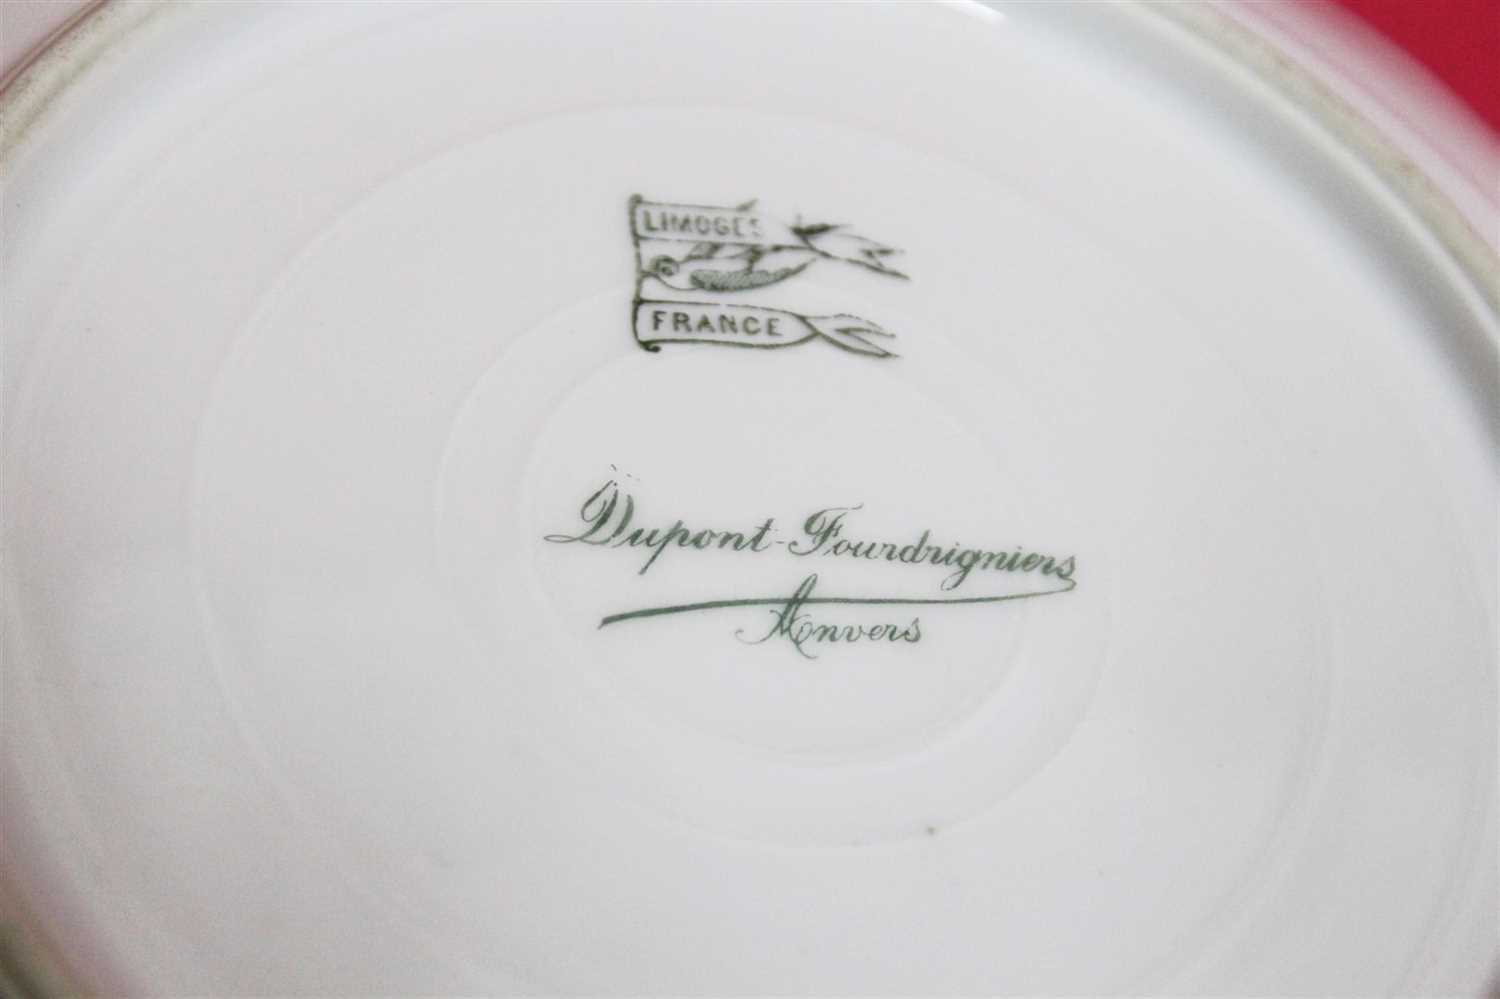 LIMOGES
FRANCE
Dupont-Fourdrigniers
Anvers